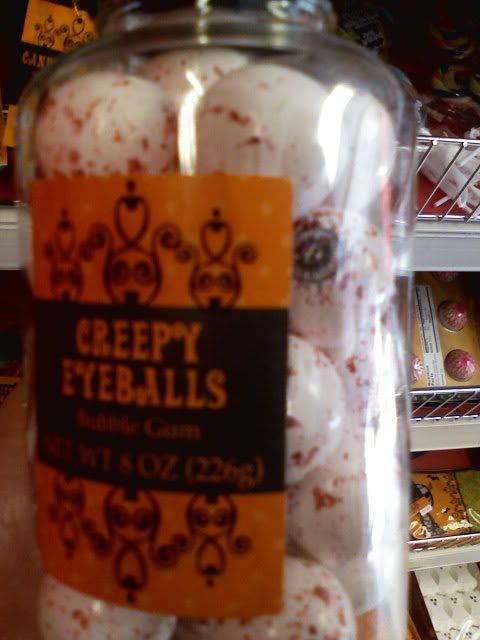 CREEPY
EYEBALLS
Bubble Gum
NET WT 8 OZ (226g)